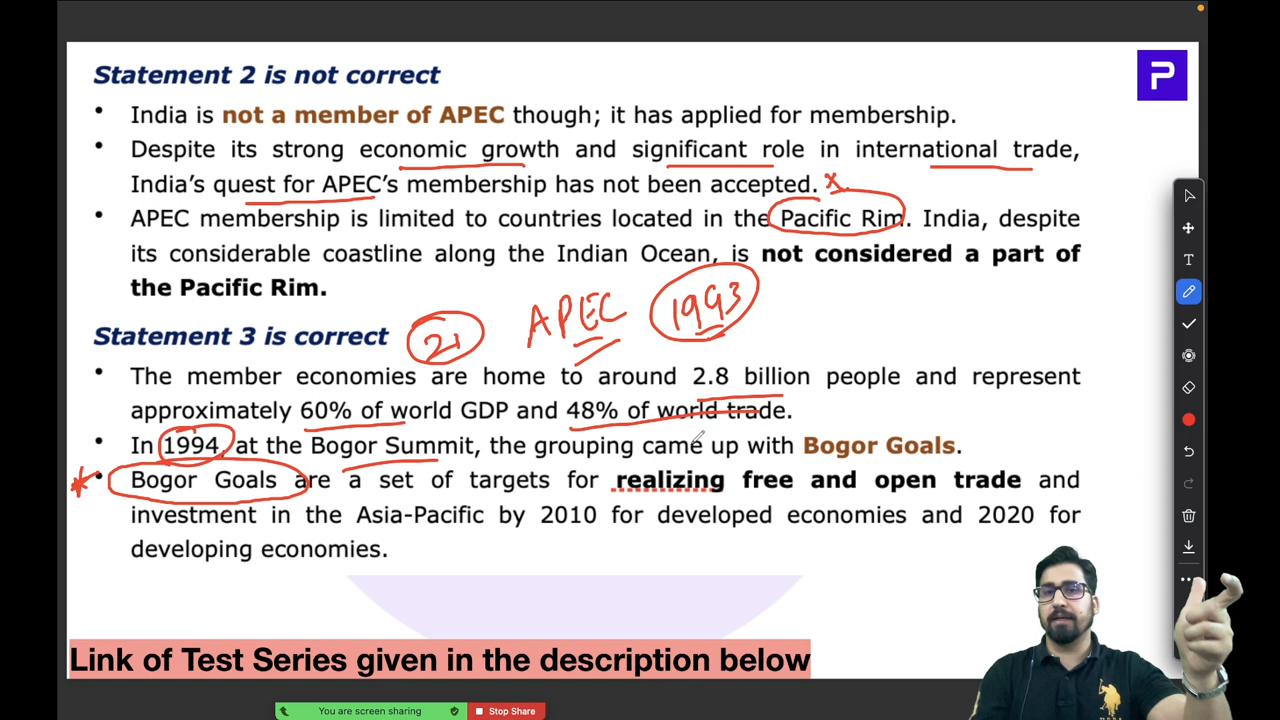 Statement 2 is not correct
• India is not a member of APEC though; it has applied for membership.
• Despite its strong economic growth and significant role in international trade,
India's quest for APEC's membership has not been accepted. x
• APEC membership is limited to countries located in the Pacific Rim. India, despite
its considerable coastline along the Indian Ocean, is not considered a part of
the Pacific Rim.
APEC 1993
Statement 3 is correct 21
• The member economies are home to around 2.8 billion people and represent
approximately 60% of world GDP and 48% of world trade.
• In 1994, at the Bogor Summit, the grouping came up with Bogor Goals.
• Bogor Goals are a set of targets for realizing free and open trade and
investment in the Asia-Pacific by 2010 for developed economies and 2020 for
developing economies.
Link of Test Series given in the description below
You are screen sharing Stop Share
P
T